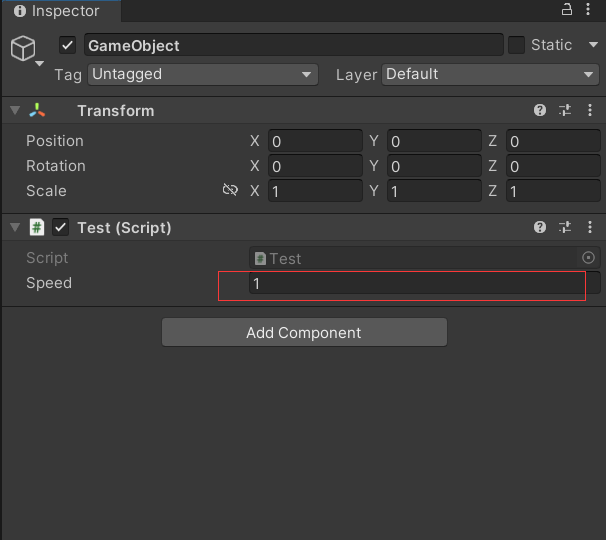 Inspector
GameObject
Static
Tag Untagged Layer Default
Transform
Position X 0 Y 0 Z 0
Rotation X 0 Y 0 Z 0
Scale X 1 Y 1 Z 1
# Test (Script)
Script # Test
Speed 1
Add Component